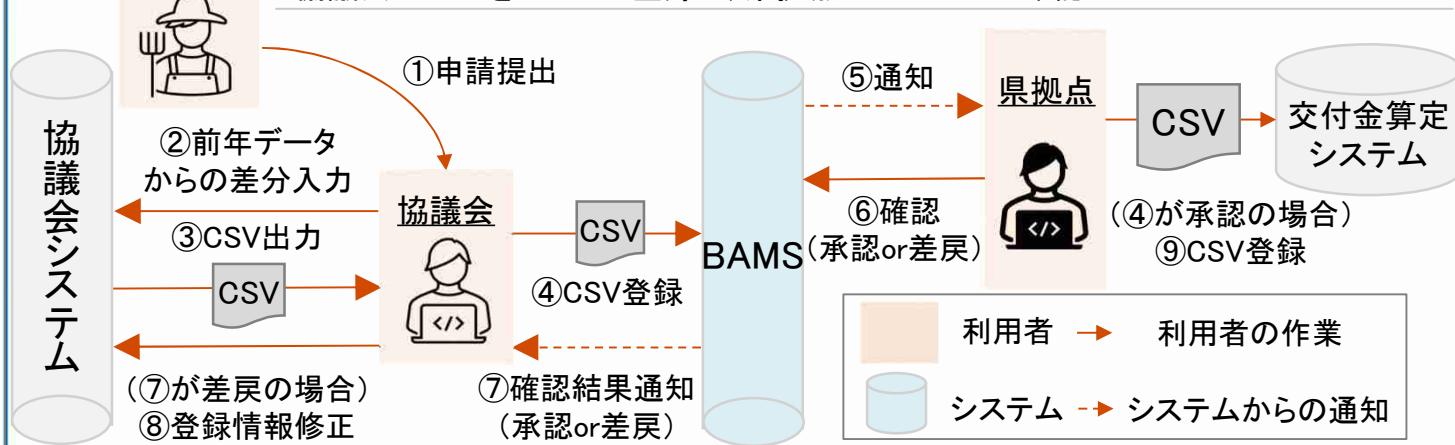 ①申請提出
協議会システム
②前年データ
からの差分入力
③CSV出力
CSV
(⑦が差戻の場合)
⑧登録情報修正
協議会
</>
CSV
④CSV登録
⑦確認結果通知
(承認or差戻)
BAMS
⑤通知
⑥確認
(承認or差戻)
県拠点
</>
CSV
(④が承認の場合)
⑨CSV登録
交付金算定
システム
利用者
利用者の作業
システム
システムからの通知